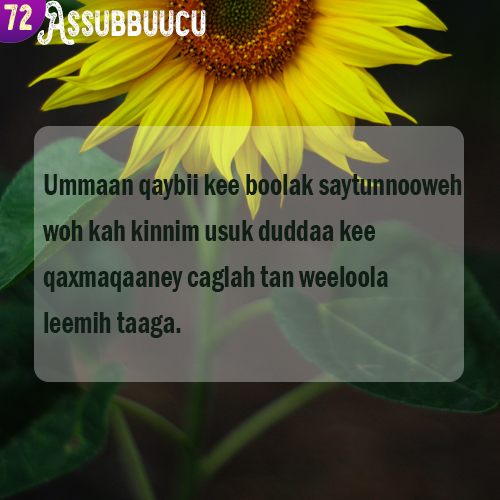 72 Assubbuucu
Ummaan qaybii kee boolak saytunnooweh
woh kah kinnim usuk duddaa kee
qaxmaqaaney caglah tan weeloola
leemih taaga.